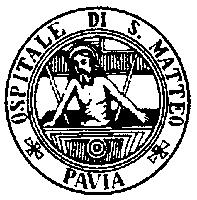 OSPITALE DI S. MATTEO
PAVIA